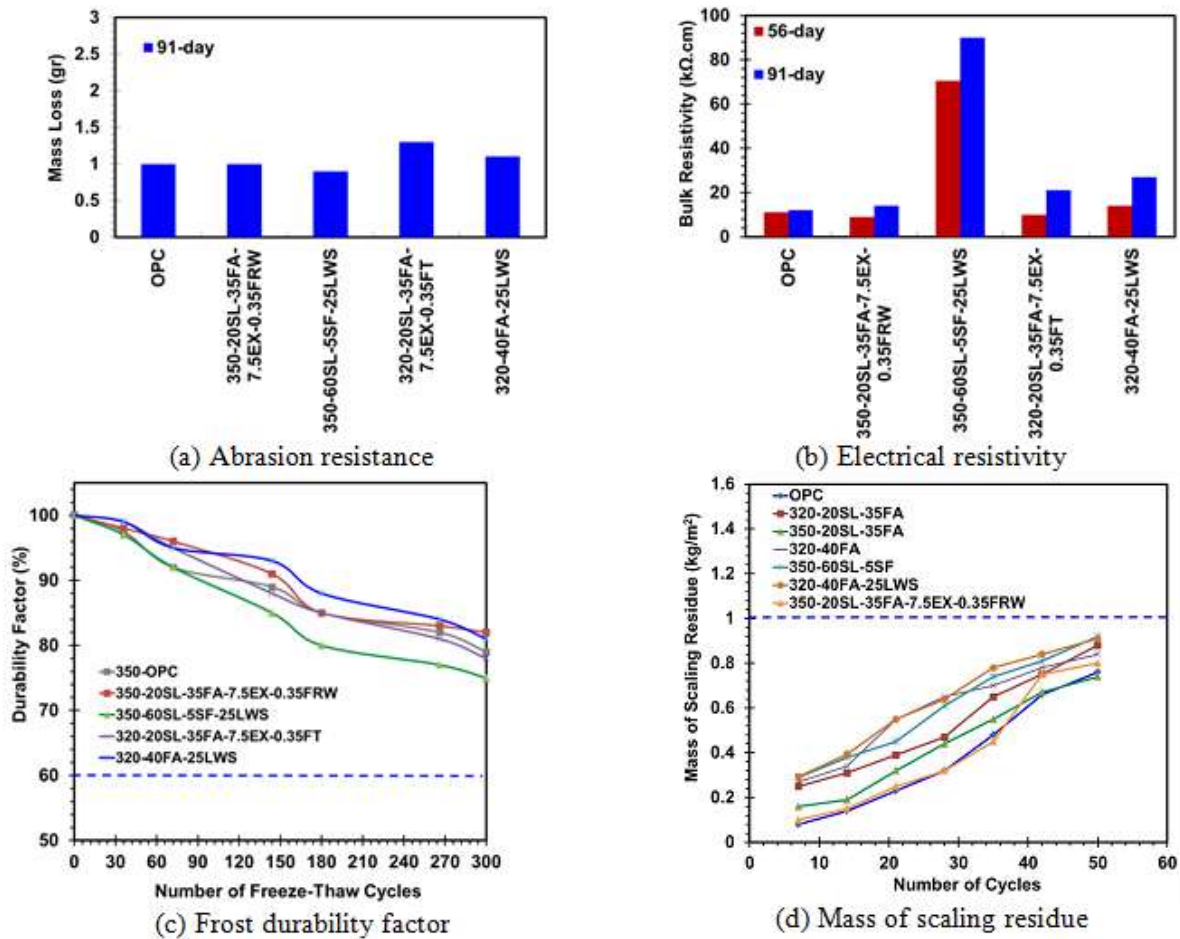 3
2.5
2
1.5
1
0.5
0
Mass Loss (gr)
91-day
OPC
350-20SL-35FA-
7.5EX-0.35FRW
350-60SL-5SF-25LWS
320-20SL-35FA-
7.5EX-0.35FT
320-40FA-25LWS
(a) Abrasion resistance
100
80
60
40
20
0
Bulk Resistivity (kΩ.cm)
56-day
91-day
OPC
350-20SL-35FA-7.5EX-
0.35FRW
350-60SL-5SF-25LWS
320-20SL-35FA-7.5EX-
0.35FT
320-40FA-25LWS
(b) Electrical resistivity
100
90
80
70
60
50
Durability Factor (%)
350-OPC
350-20SL-35FA-7.5EX-0.35FRW
350-60SL-5SF-25LWS
320-20SL-35FA-7.5EX-0.35FT
320-40FA-25LWS
0 30 60 90 120 150 180 210 240 270 300
Number of Freeze-Thaw Cycles
(c) Frost durability factor
1.6
1.4
1.2
1
0.8
0.6
0.4
0.2
0
Mass of Scaling Residue (kg/m²)
OPC
320-20SL-35FA
350-20SL-35FA
320-40FA
350-60SL-5SF
320-40FA-25LWS
350-20SL-35FA-7.5EX-0.35FRW
0 10 20 30 40 50 60
Number of Cycles
(d) Mass of scaling residue